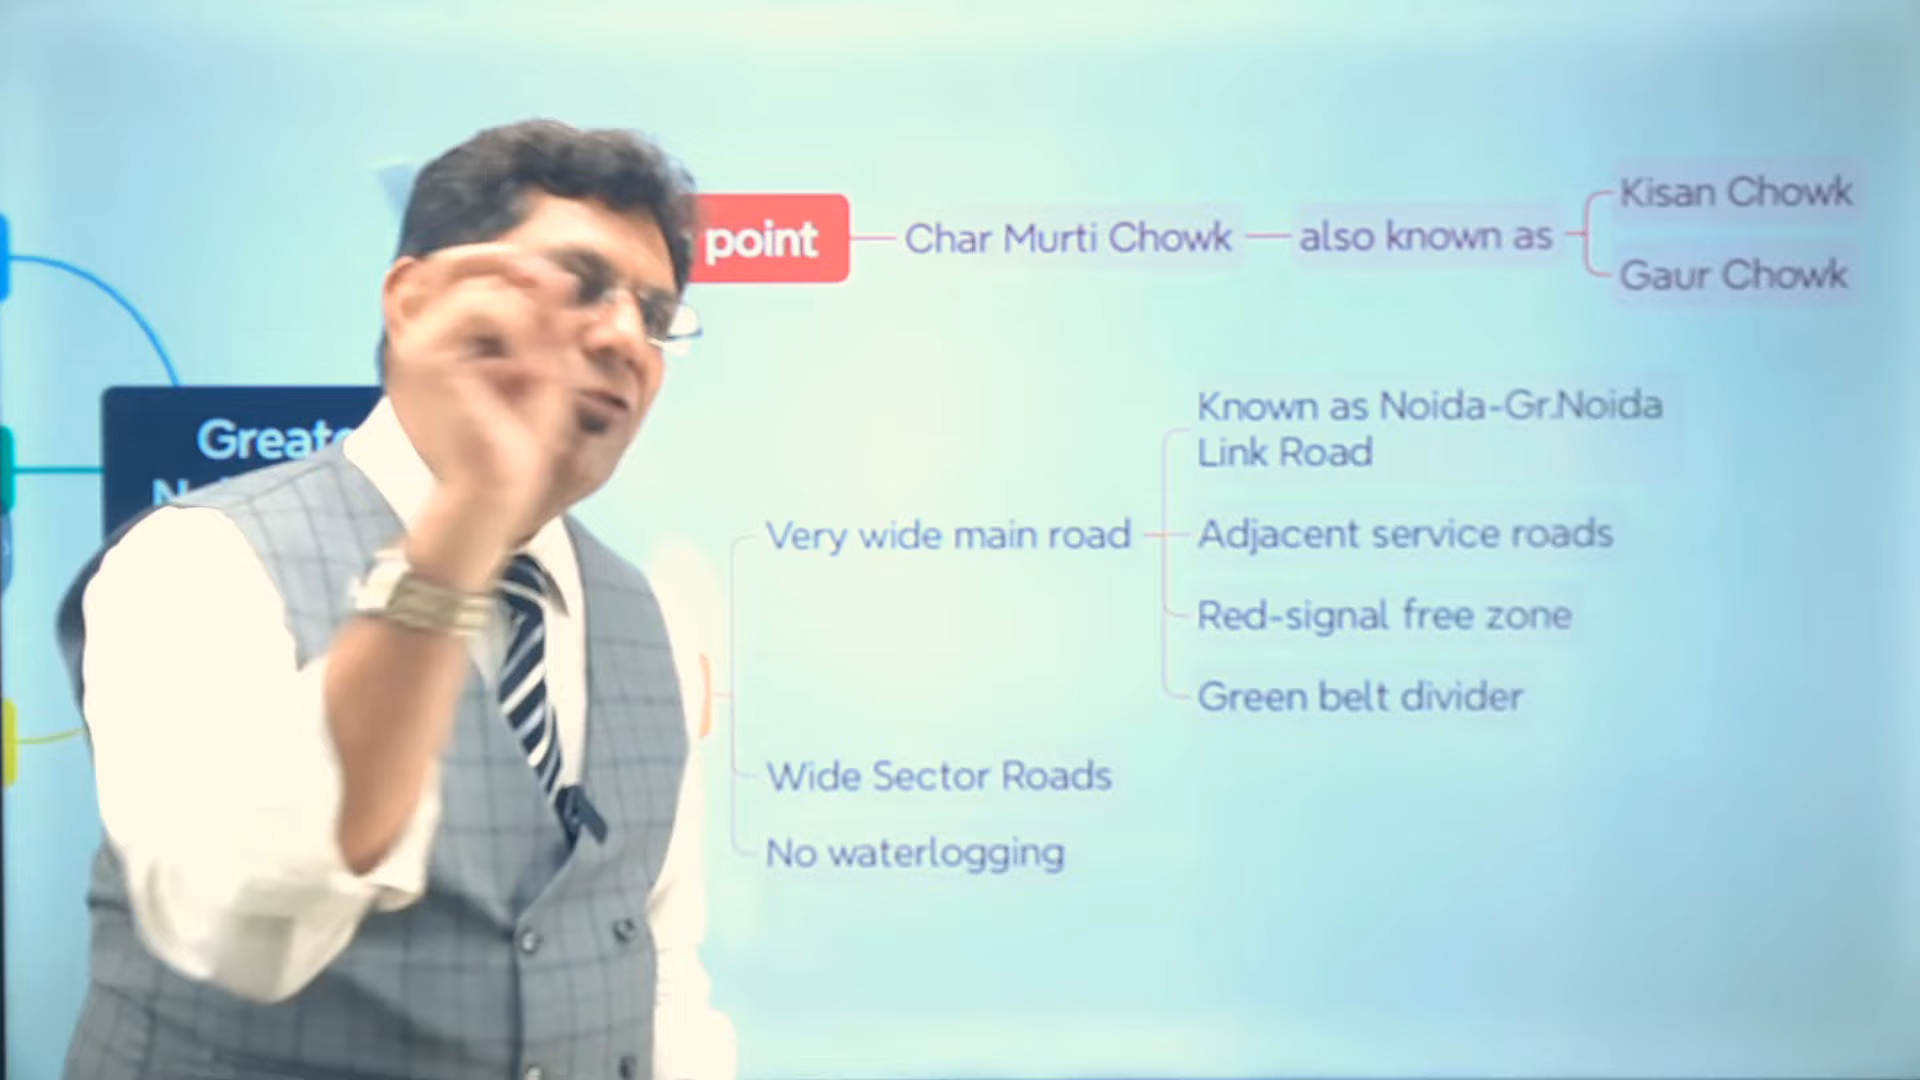 point
Char Murti Chowk
also known as
Kisan Chowk
Gaur Chowk
Known as Noida-Gr.Noida
Link Road
Very wide main road
Adjacent service roads
Red-signal free zone
Green belt divider
Wide Sector Roads
No waterlogging